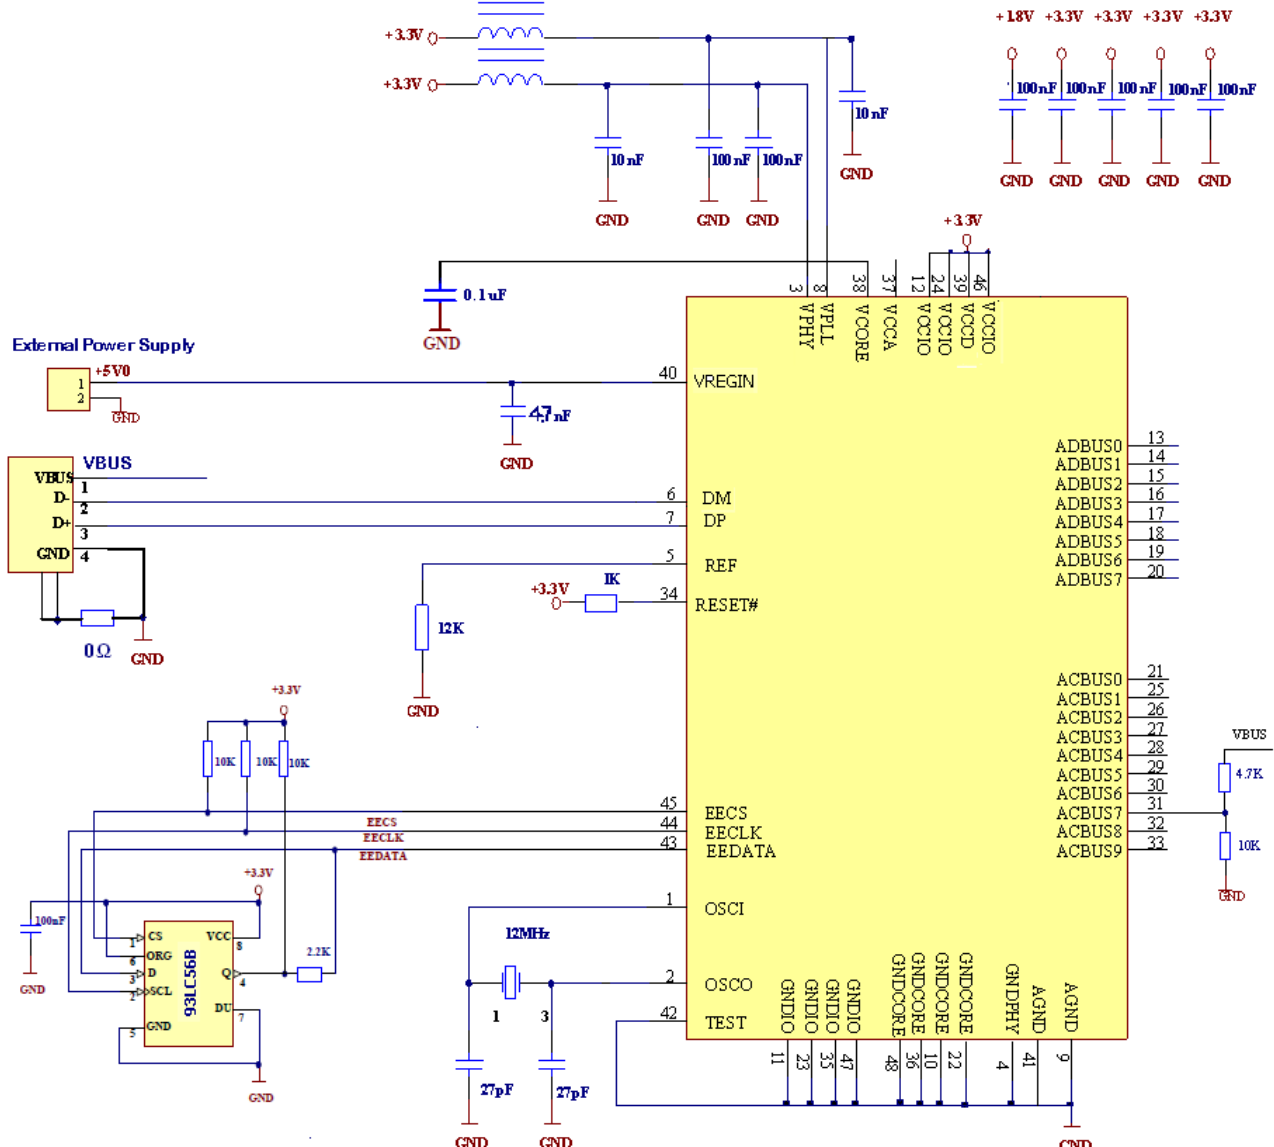 +3.3V
+3.3V
10nF
100nF
100nF
10nF
GND
GND
GND
GND
+1.8V +3.3V +3.3V +3.3V +3.3V
100nF 100nF 100nF 100nF 100nF
GND GND GND GND GND
+3.3V
0.1uF
GND
3 8 38 37 12 24 39 46
VPHY VPLL VCORE VCCA VCCIO VCCIO VCCD VCCIO
External Power Supply
+5V0
1
2
GND
40 VREGIN
47nF
GND
VBUS
VBUS 1
D- 2
D+ 3
GND 4
0Ω
GND
6 DM
7 DP
5 REF
12K
GND
+3.3V
1K
34 RESET#
ADBUS0 13
ADBUS1 14
ADBUS2 15
ADBUS3 16
ADBUS4 17
ADBUS5 18
ADBUS6 19
ADBUS7 20
ACBUS0 21
ACBUS1 25
ACBUS2 26
ACBUS3 27
ACBUS4 28
ACBUS5 29
ACBUS6 30
ACBUS7 31
ACBUS8 32
ACBUS9 33
VBUS
4.7K
10K
GND
+3.3V
10K 10K 10K
EECS
EECLK
EEDATA
45 EECS
44 EECLK
43 EEDATA
+3.3V
100nF
GND
1 CS
6 ORG
3 D
2 SCL
5 GND
93LC56B
VCC 8
Q 4
DU 7
2.2K
GND
1 OSCI
12MHz
1 3
2 OSCO
42 TEST
27pF
27pF
GND
GND
GNDIO GNDIO GNDIO GNDIO GNDCORE GNDCORE GNDCORE GNDCORE GNDPHY AGND AGND
11 23 35 47 48 36 10 22 4 41 9
GND